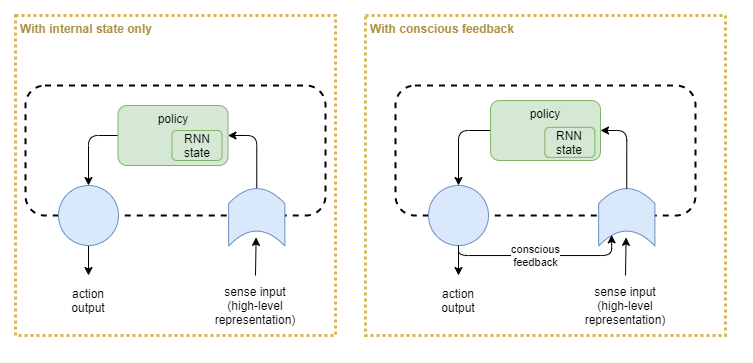 With internal state only
policy
RNN
state
action
output
sense input
(high-level
representation)
With conscious feedback
policy
RNN
state
conscious
feedback
action
output
sense input
(high-level
representation)